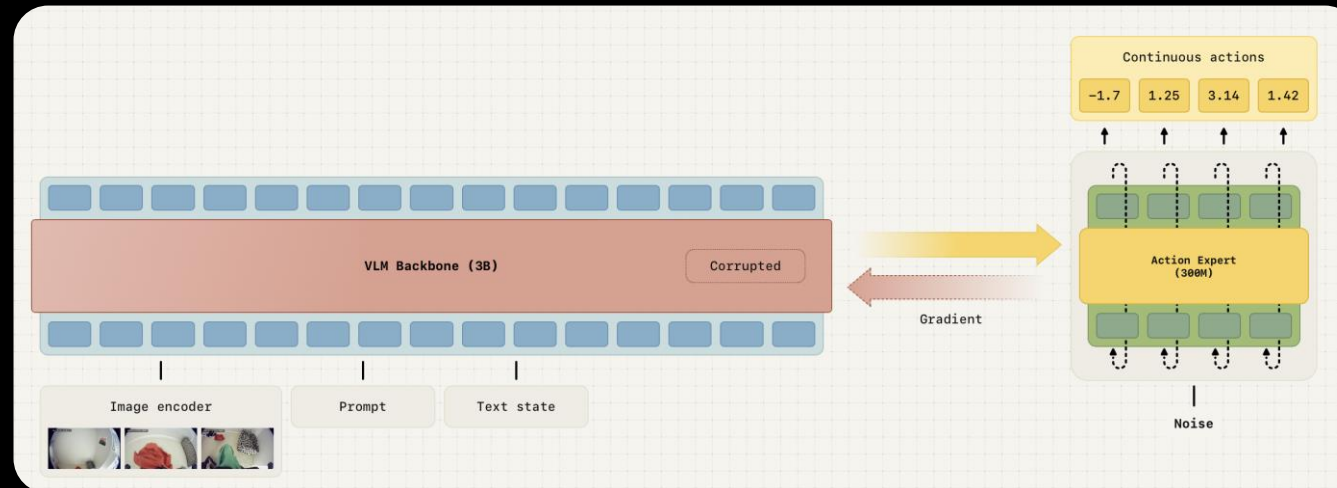 Continuous actions
-1.7 1.25 3.14 1.42
VLM Backbone (3B)
Corrupted
Action Expert
(300M)
Gradient
Image encoder
Prompt
Text state
Noise